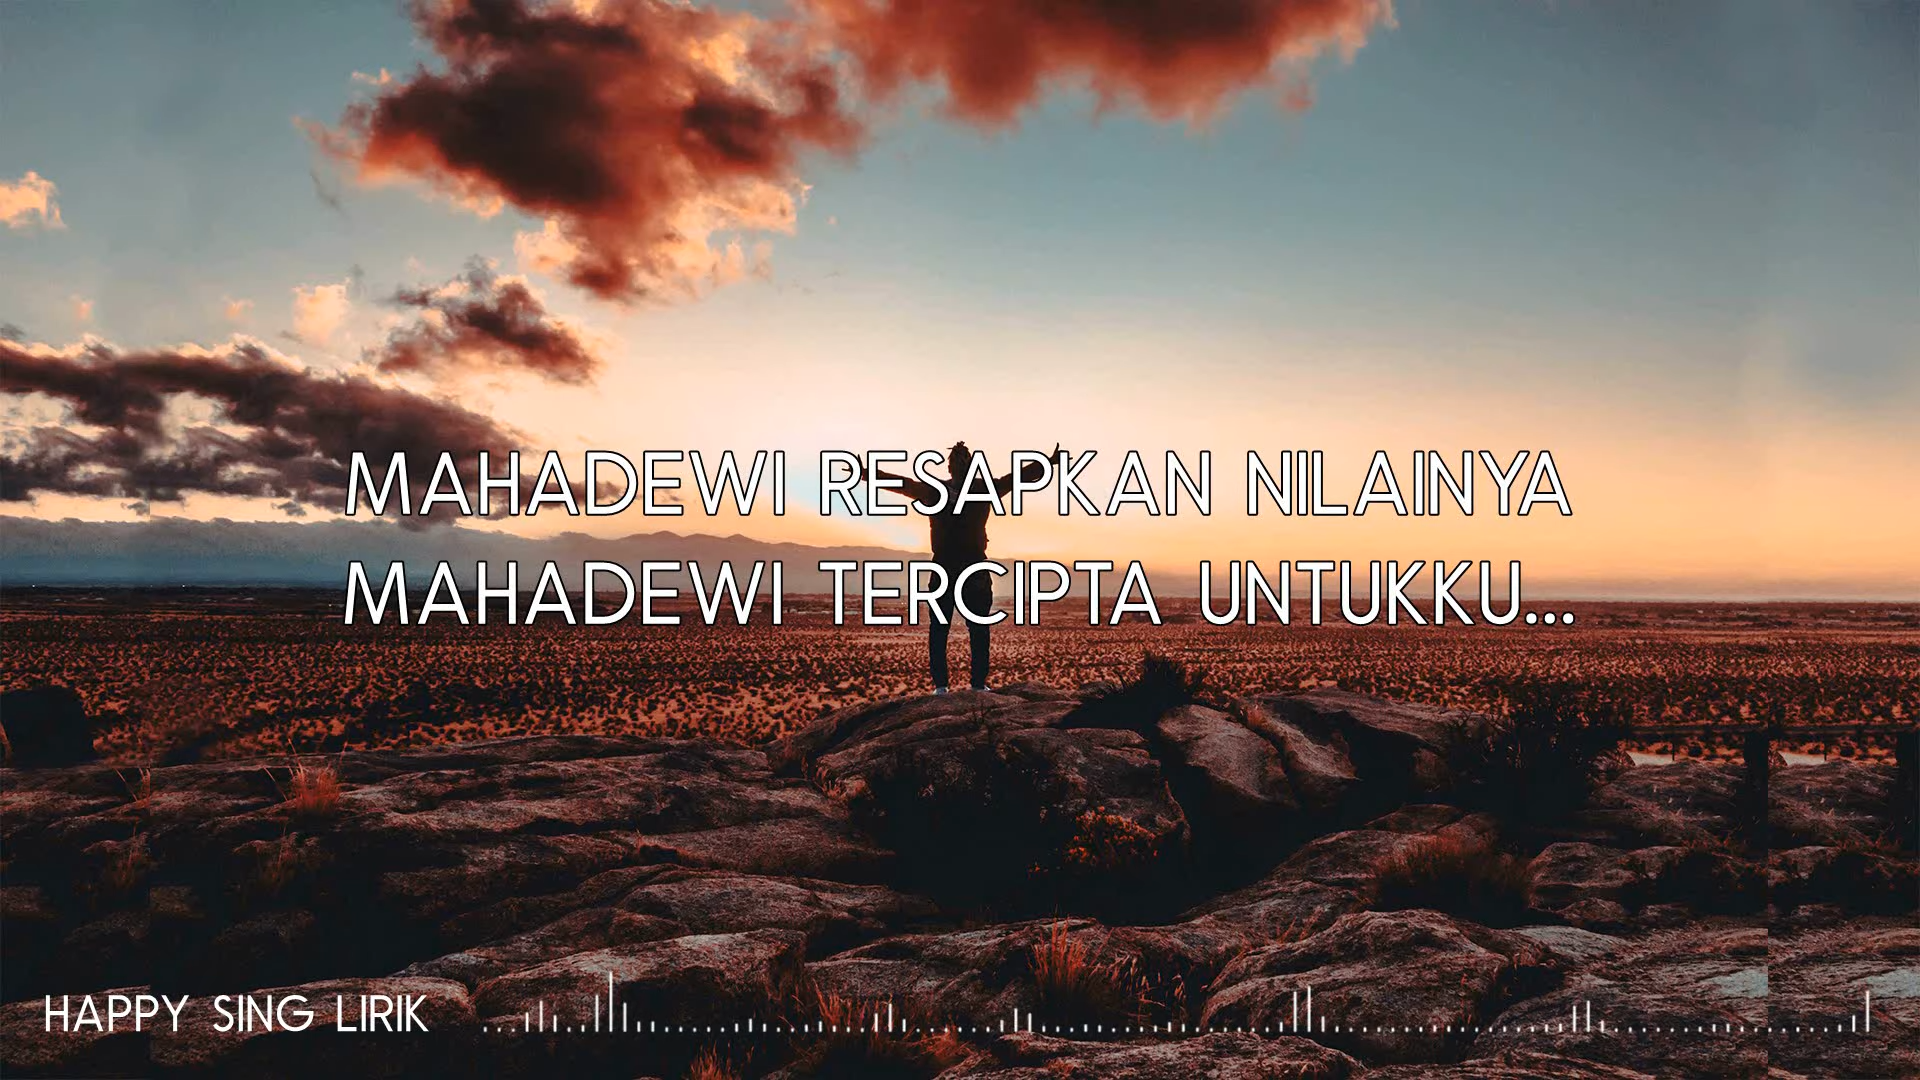 MAHADEWI RESAPKAN NILAINYA
MAHADEWI TERCIPTA UNTUKKU...
HAPPY SING LIRIK